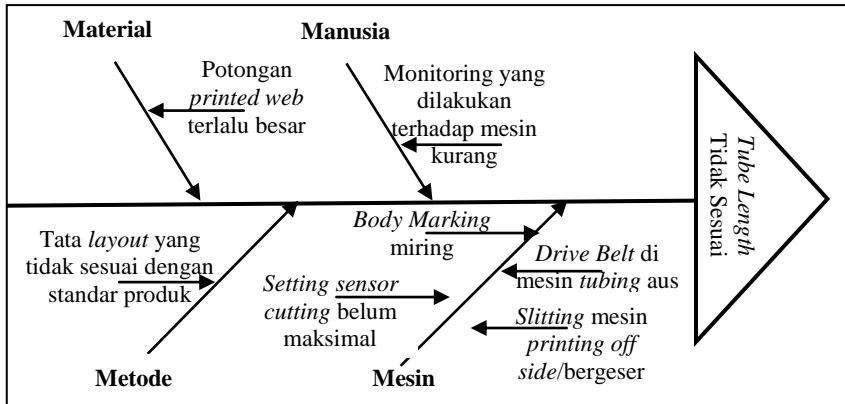 Material
Manusia
Potongan
printed web
terlalu besar
Monitoring yang
dilakukan
terhadap mesin
kurang
Tube Length
Tidak Sesuai
Tata layout yang
tidak sesuai dengan
standar produk
Body Marking
miring
Setting sensor
cutting belum
maksimal
Drive Belt di
mesin tubing aus
Slitting mesin
printing off
side/bergeser
Metode
Mesin